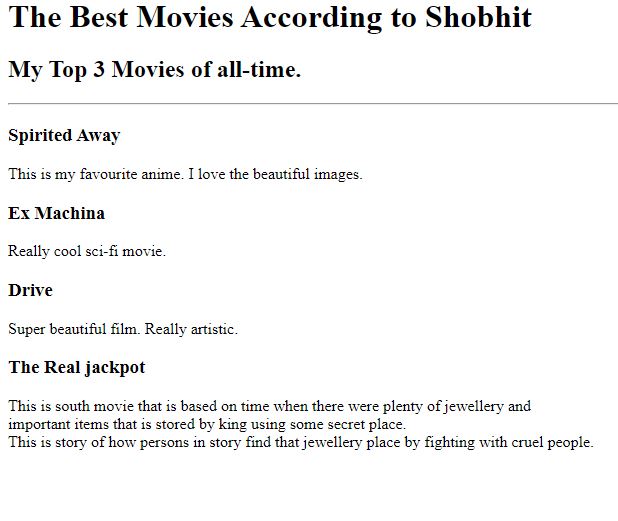 The Best Movies According to Shobhit
My Top 3 Movies of all-time.
Spirited Away
This is my favourite anime. I love the beautiful images.
Ex Machina
Really cool sci-fi movie.
Drive
Super beautiful film. Really artistic.
The Real jackpot
This is south movie that is based on time when there were plenty of jewellery and
important items that is stored by king using some secret place.
This is story of how persons in story find that jewellery place by fighting with cruel people.